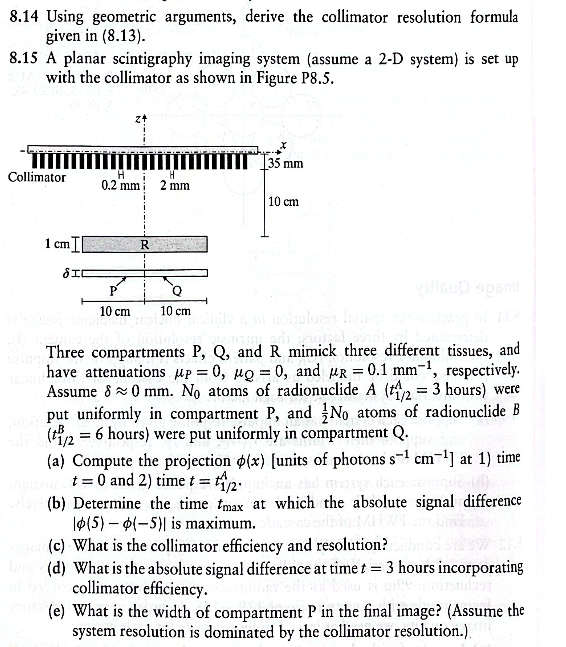 8.14 Using geometric arguments, derive the collimator resolution formula
given in (8.13).
8.15 A planar scintigraphy imaging system (assume a 2-D system) is set up
with the collimator as shown in Figure P8.5.
z
x
Collimator
35 mm
H H
0.2 mm 2 mm
10 cm
1 cm
R
δ
P Q
10 cm 10 cm
Three compartments P, Q, and R mimick three different tissues, and
have attenuations μP = 0, μQ = 0, and μR = 0.1 mm⁻¹, respectively.
Assume δ ≈ 0 mm. N₀ atoms of radionuclide A (t^A_1/2 = 3 hours) were
put uniformly in compartment P, and ½N₀ atoms of radionuclide B
(t^B_1/2 = 6 hours) were put uniformly in compartment Q.
(a) Compute the projection ϕ(x) [units of photons s⁻¹ cm⁻¹] at 1) time
t = 0 and 2) time t = t^A_1/2.
(b) Determine the time t_max at which the absolute signal difference
|ϕ(5) − ϕ(−5)| is maximum.
(c) What is the collimator efficiency and resolution?
(d) What is the absolute signal difference at time t = 3 hours incorporating
collimator efficiency.
(e) What is the width of compartment P in the final image? (Assume the
system resolution is dominated by the collimator resolution.)